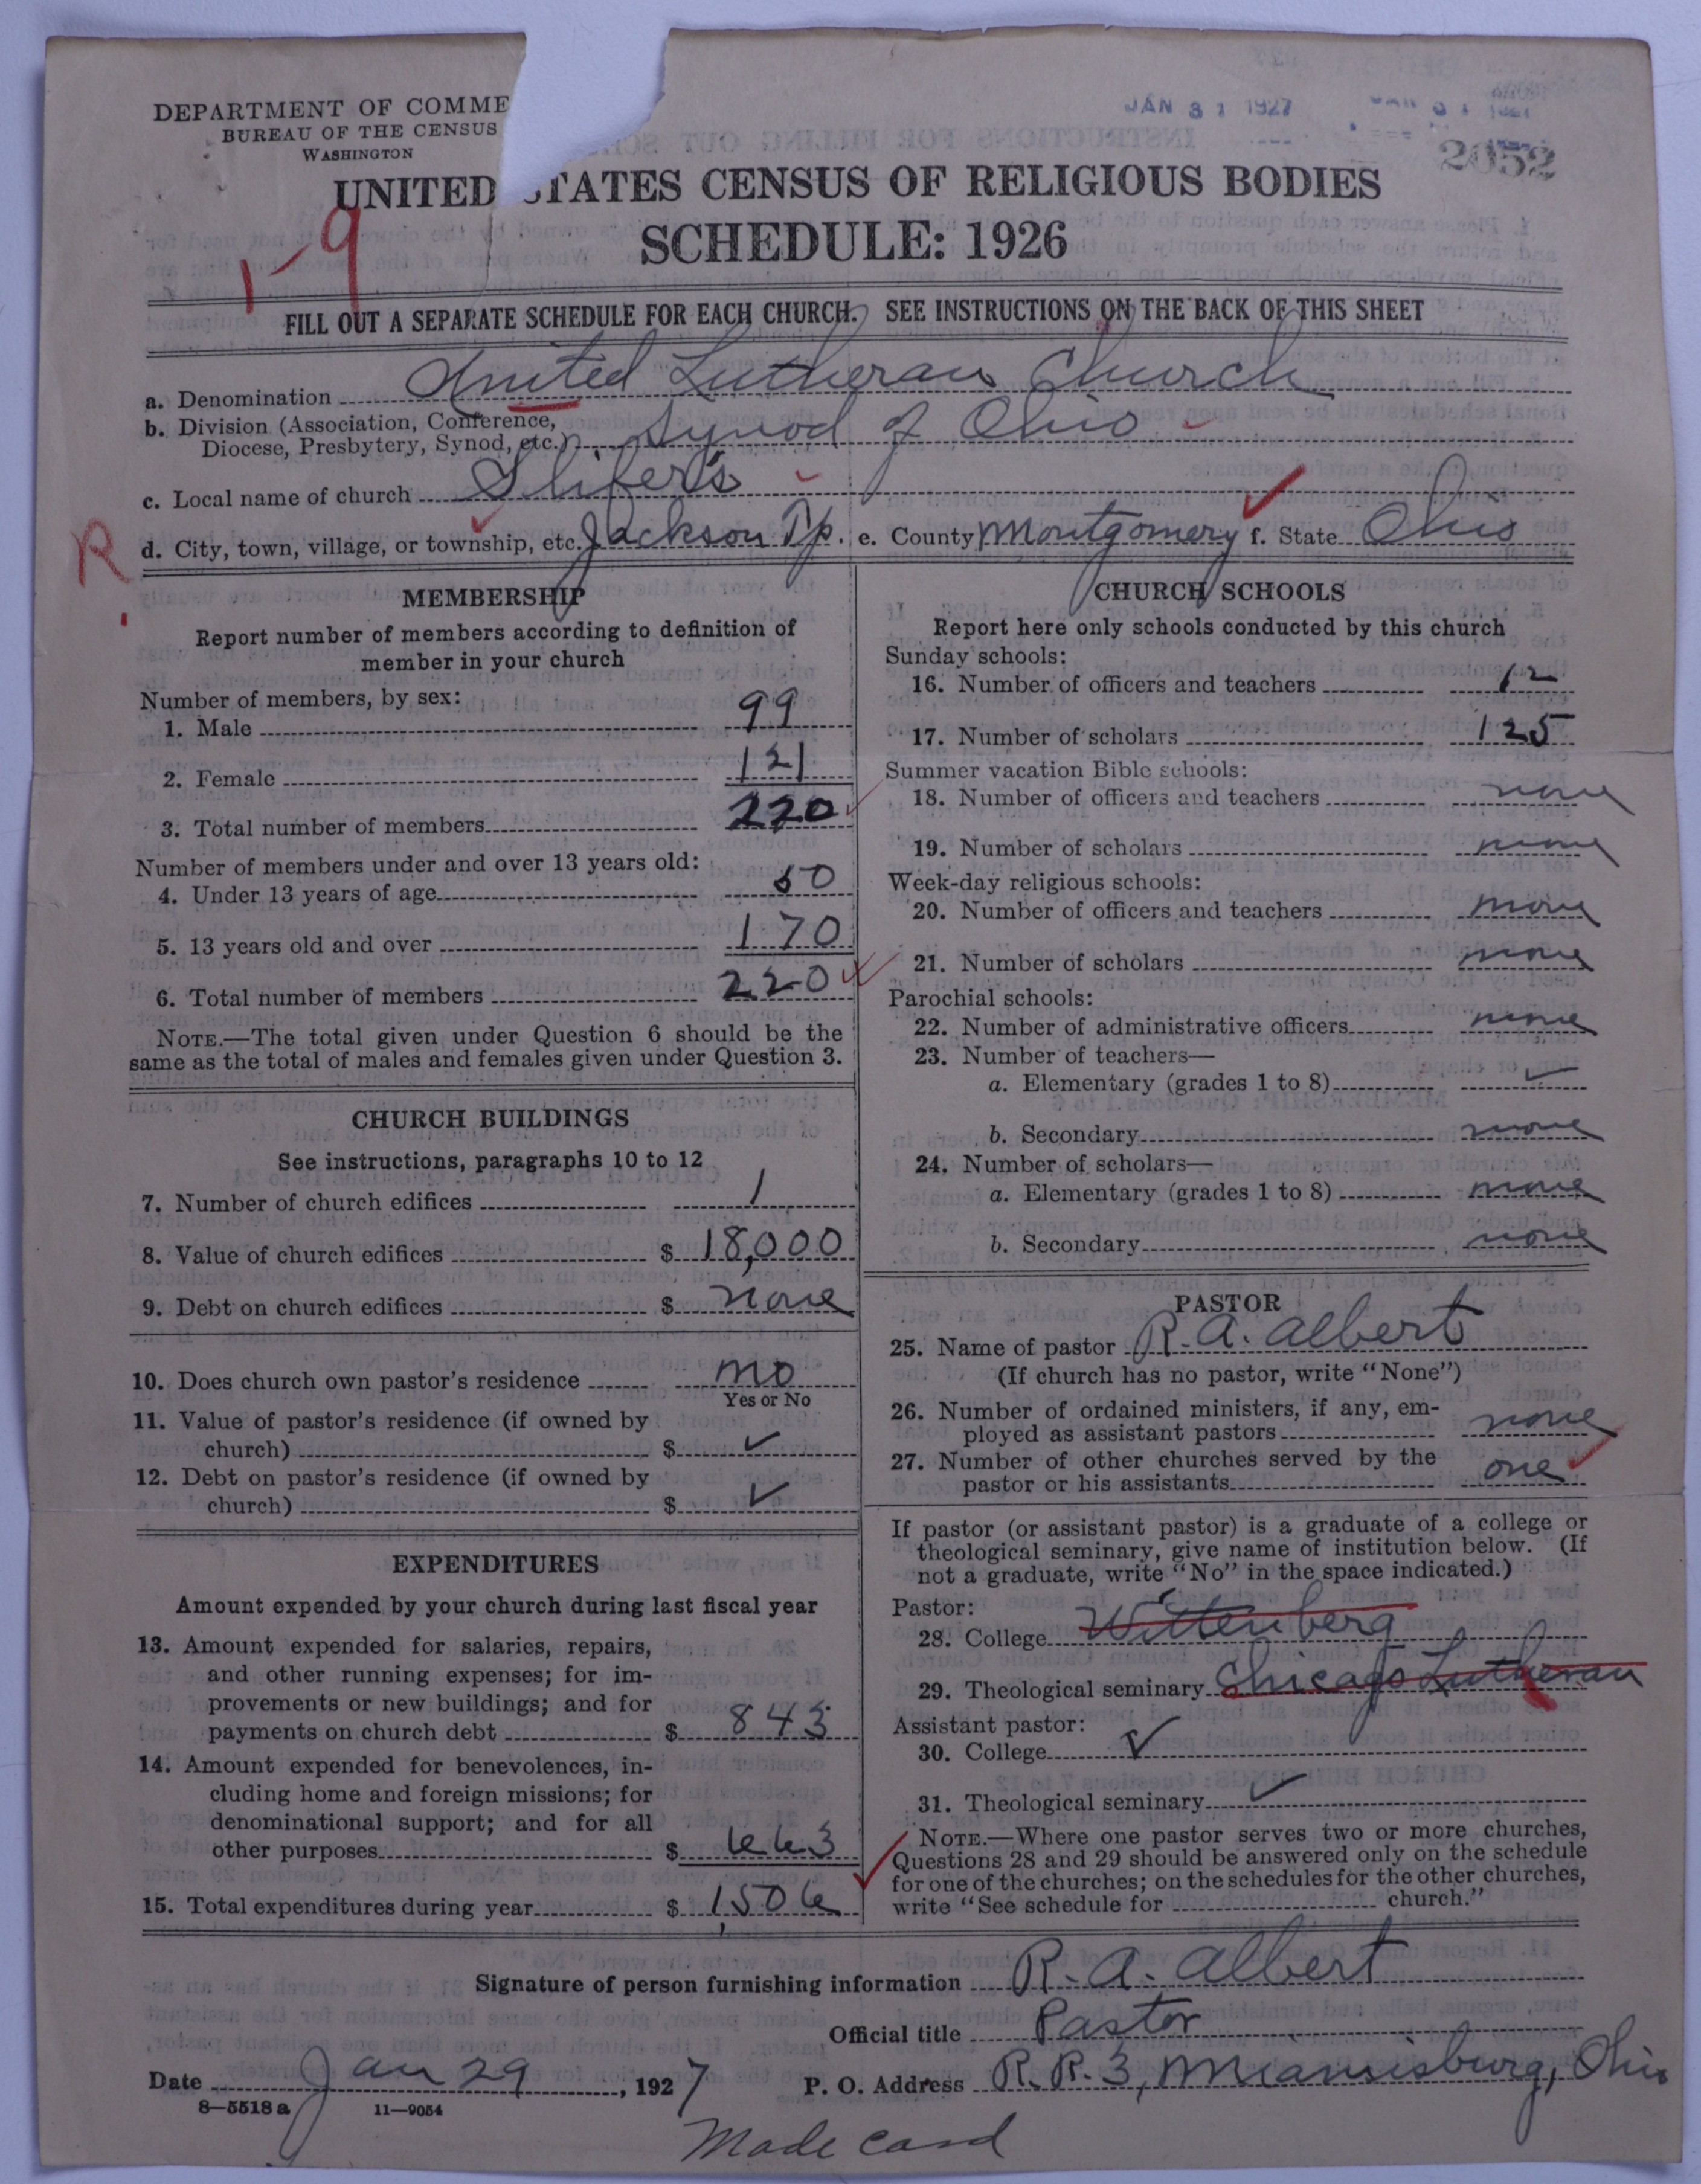 DEPARTMENT OF COMME
BUREAU OF THE CENSUS
WASHINGTON
JAN 31 1927
2052
UNITED STATES CENSUS OF RELIGIOUS BODIES
SCHEDULE: 1926
1-9
FILL OUT A SEPARATE SCHEDULE FOR EACH CHURCH. SEE INSTRUCTIONS ON THE BACK OF THIS SHEET
a. Denomination United Lutheran Church
b. Division (Association, Conference,
Diocese, Presbytery, Synod, etc.) Synod of Ohio
c. Local name of church Slifer's
R. d. City, town, village, or township, etc. Jackson Tp. e. County Montgomery f. State Ohio
MEMBERSHIP
Report number of members according to definition of
member in your church
Number of members, by sex:
1. Male 99
2. Female 121
3. Total number of members 220
Number of members under and over 13 years old:
4. Under 13 years of age 50
5. 13 years old and over 170
6. Total number of members 220
NOTE.—The total given under Question 6 should be the
same as the total of males and females given under Question 3.
CHURCH BUILDINGS
See instructions, paragraphs 10 to 12
7. Number of church edifices 1
8. Value of church edifices $ 18,000
9. Debt on church edifices $ none
10. Does church own pastor's residence no
Yes or No
11. Value of pastor's residence (if owned by
church) $ ✓
12. Debt on pastor's residence (if owned by
church) $ ✓
EXPENDITURES
Amount expended by your church during last fiscal year
13. Amount expended for salaries, repairs,
and other running expenses; for im-
provements or new buildings; and for
payments on church debt $ 843
14. Amount expended for benevolences, in-
cluding home and foreign missions; for
denominational support; and for all
other purposes $ 663
15. Total expenditures during year $ 1,506
CHURCH SCHOOLS
Report here only schools conducted by this church
Sunday schools:
16. Number of officers and teachers 12
17. Number of scholars 125
Summer vacation Bible schools:
18. Number of officers and teachers none
19. Number of scholars none
Week-day religious schools:
20. Number of officers and teachers none
21. Number of scholars none
Parochial schools:
22. Number of administrative officers none
23. Number of teachers—
a. Elementary (grades 1 to 8) ✓
b. Secondary none
24. Number of scholars—
a. Elementary (grades 1 to 8) none
b. Secondary none
PASTOR
25. Name of pastor R. A. Albert
(If church has no pastor, write "None")
26. Number of ordained ministers, if any, em-
ployed as assistant pastors none
27. Number of other churches served by the
pastor or his assistants one
If pastor (or assistant pastor) is a graduate of a college or
theological seminary, give name of institution below. (If
not a graduate, write "No" in the space indicated.)
Pastor:
28. College Wittenberg
29. Theological seminary Chicago Lutheran
Assistant pastor:
30. College ✓
31. Theological seminary ✓
NOTE.—Where one pastor serves two or more churches,
Questions 28 and 29 should be answered only on the schedule
for one of the churches; on the schedules for the other churches,
write "See schedule for church."
Signature of person furnishing information R. A. Albert
Official title Pastor
Date Jan 29, 1927 P. O. Address R. R. 3, Miamisburg, Ohio
8—5518 a 11—9054
Made card